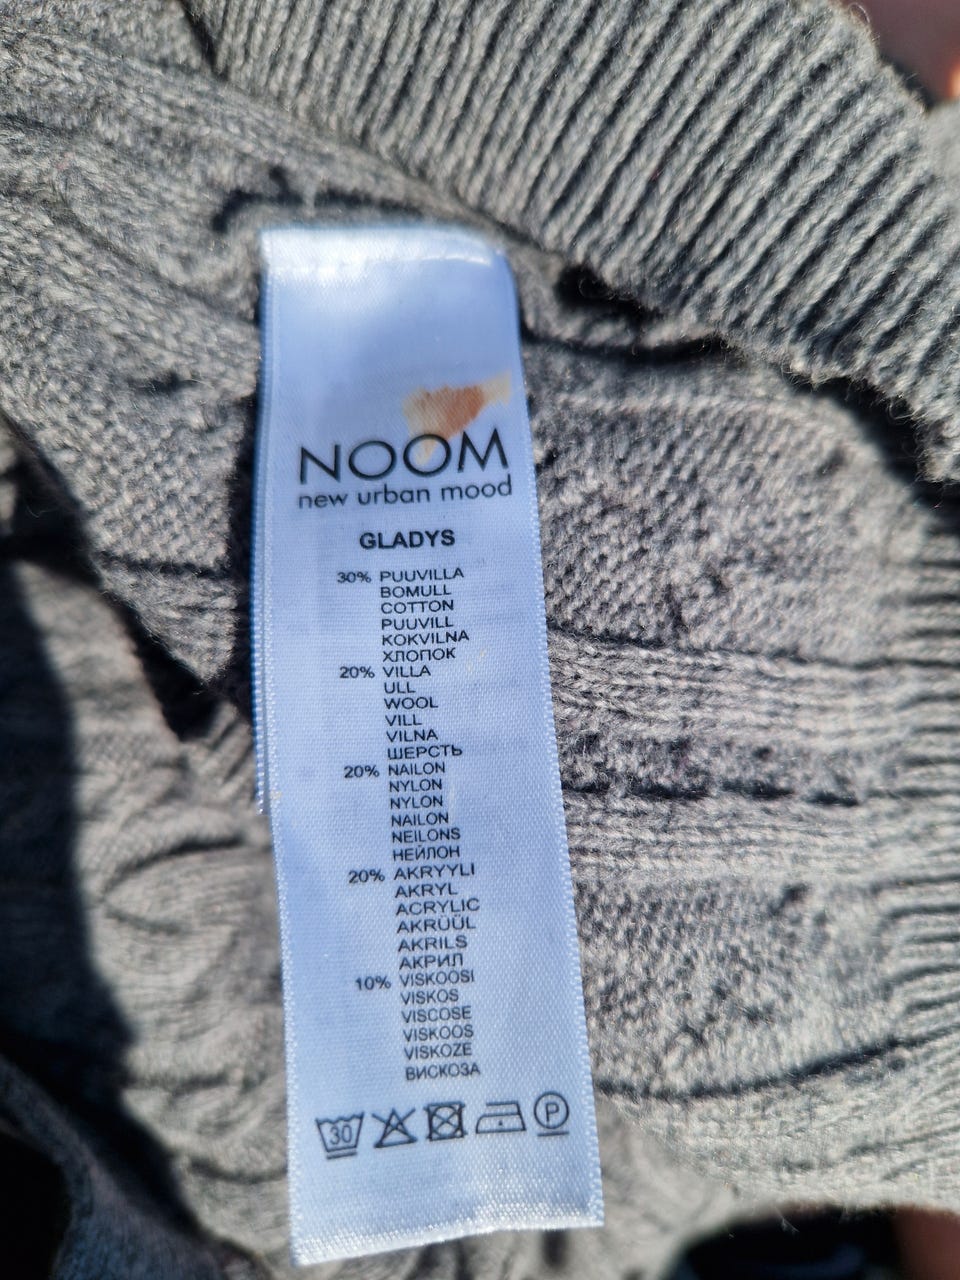 NOOM
new urban mood
GLADYS
30% PUUVILLA
BOMULL
COTTON
PUUVILL
KOKVILNA
ХЛОПОК
20% VILLA
ULL
WOOL
VILL
VILNA
ШЕРСТЬ
20% NAILON
NYLON
NYLON
NAILON
NEILONS
НЕЙЛОН
20% AKRYYLI
AKRYL
ACRYLIC
AKRÜÜL
AKRILS
АКРИЛ
10% VISKOOSI
VISKOS
VISCOSE
VISKOOS
VISKOZE
ВИСКОЗА
30 P